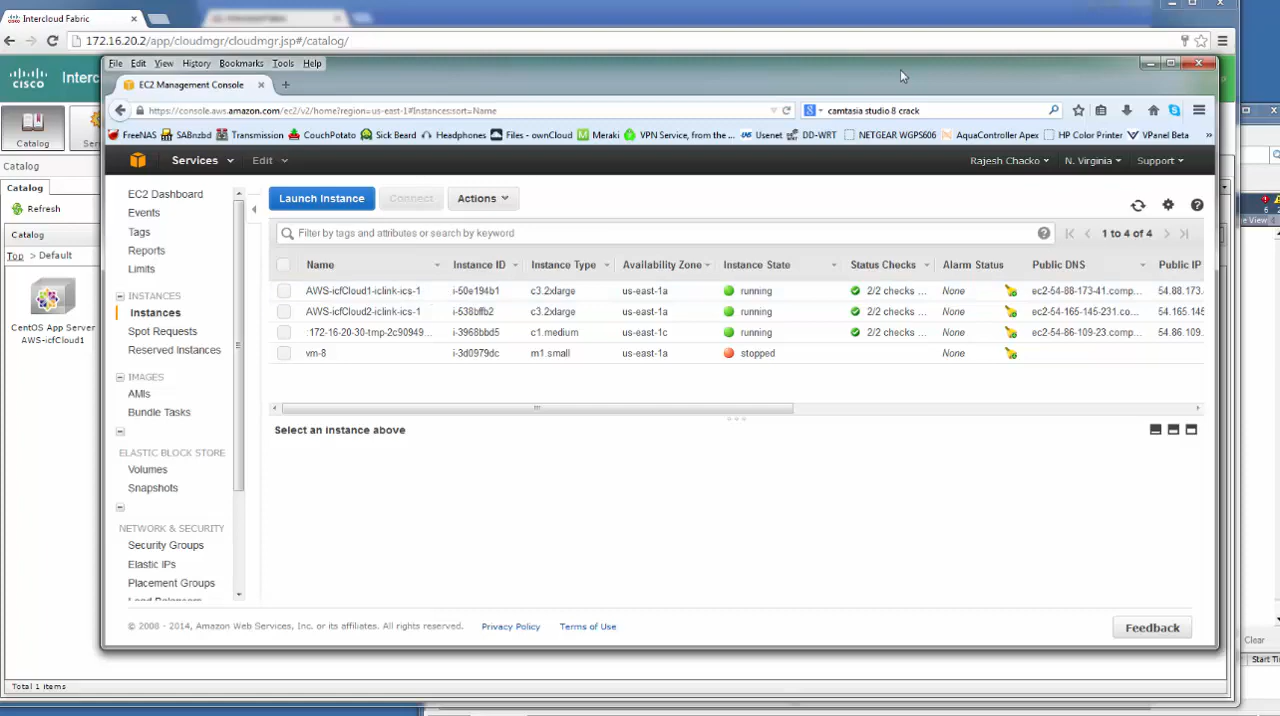 Intercloud Fabric
172.16.20.2/app/cloudmgr/cloudmgr.jsp#/catalog/
CISCO
Interc
Catalog
Catalog
Catalog
Refresh
Catalog
Top > Default
CentOS App Server
AWS-icfCloud1
Total 1 items
File Edit View History Bookmarks Tools Help
EC2 Management Console
https://console.aws.amazon.com/ec2/v2/home?region=us-east-1#Instances:sort=Name
camtasia studio 8 crack
FreeNAS SABnzbd Transmission CouchPotato Sick Beard Headphones Files - ownCloud Meraki VPN Service, from the ... Usenet DD-WRT NETGEAR WGPS606 AquaController Apex HP Color Printer VPanel Beta
Services Edit Rajesh Chacko N. Virginia Support
EC2 Dashboard
Events
Tags
Reports
Limits
INSTANCES
Instances
Spot Requests
Reserved Instances
IMAGES
AMIs
Bundle Tasks
ELASTIC BLOCK STORE
Volumes
Snapshots
NETWORK & SECURITY
Security Groups
Elastic IPs
Placement Groups
Load Balancers
Launch Instance Connect Actions
Filter by tags and attributes or search by keyword
1 to 4 of 4
Name Instance ID Instance Type Availability Zone Instance State Status Checks Alarm Status Public DNS Public IP
AWS-icfCloud1-iclink-ics-1 i-50e194b1 c3.2xlarge us-east-1a running 2/2 checks ... None ec2-54-88-173-41.comp... 54.88.173.
AWS-icfCloud2-iclink-ics-1 i-538bffb2 c3.2xlarge us-east-1a running 2/2 checks ... None ec2-54-165-145-231.co... 54.165.145
:172-16-20-30-tmp-2c90949... i-3968bbd5 c1.medium us-east-1c running 2/2 checks ... None ec2-54-86-109-23.comp... 54.86.109.
vm-8 i-3d0979dc m1.small us-east-1a stopped None
Select an instance above
© 2008 - 2014, Amazon Web Services, Inc. or its affiliates. All rights reserved. Privacy Policy Terms of Use
Feedback
Clear
Start Ti